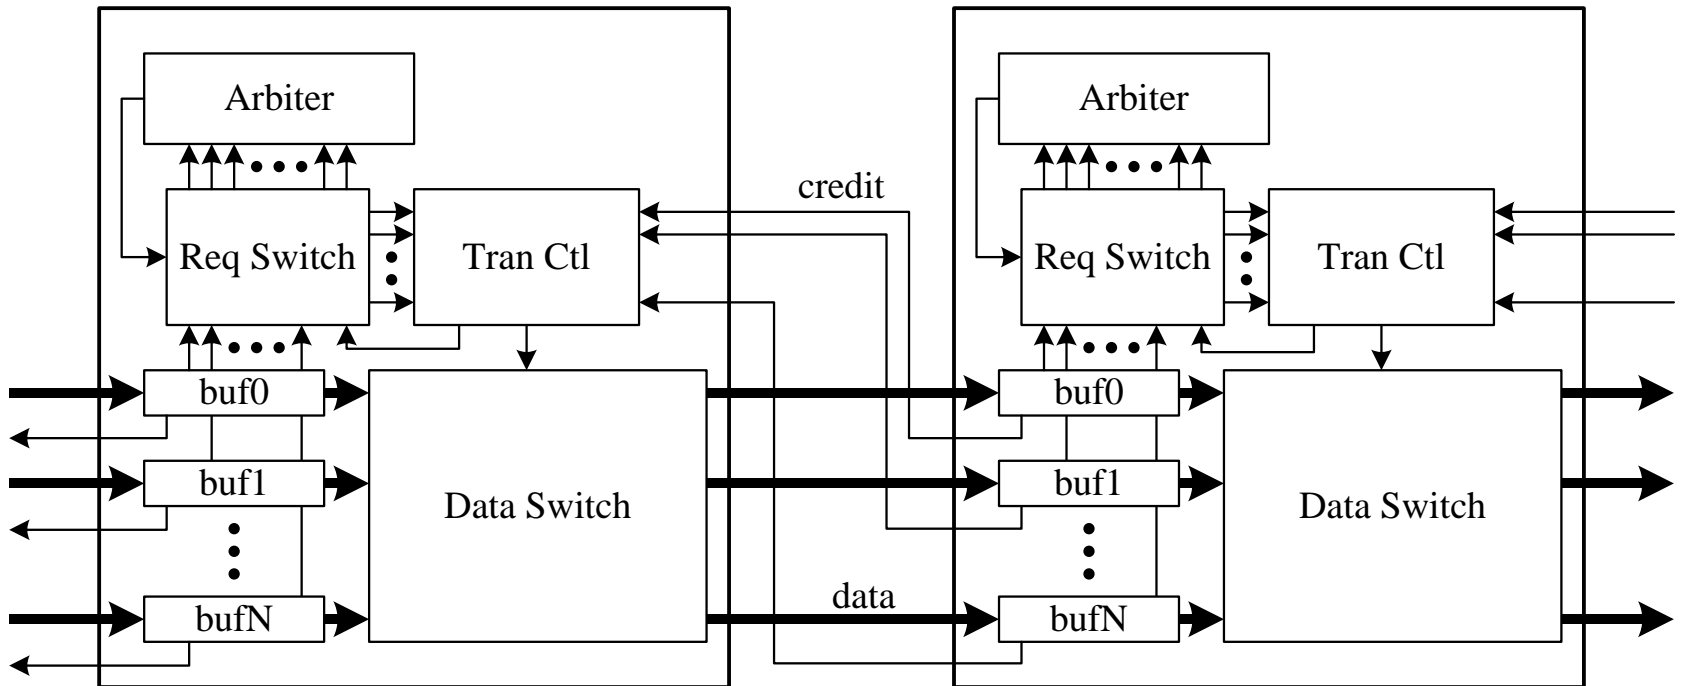 Arbiter
Arbiter
credit
Req Switch
Tran Ctl
Req Switch
Tran Ctl
buf0
buf0
buf1
buf1
Data Switch
Data Switch
data
bufN
bufN